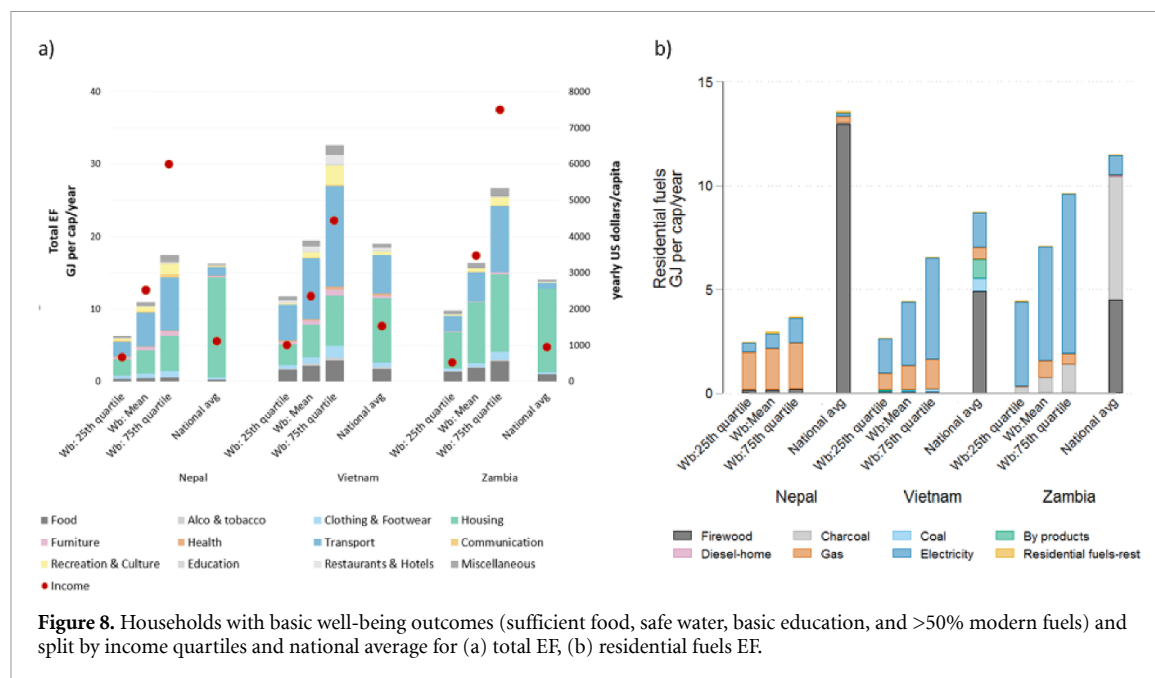 a)
Total EF
GJ per cap/year
40
30
20
10
0
8000
7000
6000
5000
4000
3000
2000
1000
0
yearly US dollars/capita
Wb: 25th quartile
Wb: Mean
Wb: 75th quartile
National avg
Wb: 25th quartile
Wb: Mean
Wb: 75th quartile
National avg
Wb: 25th quartile
Wb: Mean
Wb: 75th quartile
National avg
Nepal Vietnam Zambia
Food Alco & tobacco Clothing & Footwear Housing
Furniture Health Transport Communication
Recreation & Culture Education Restaurants & Hotels Miscellaneous
Income
b)
Residential fuels
GJ per cap/year
15
10
5
0
Wb:25th quartile
Wb:Mean
Wb:75th quartile
National avg
Wb:25th quartile
Wb:Mean
Wb:75th quartile
National avg
Wb:25th quartile
Wb:Mean
Wb:75th quartile
National avg
Nepal Vietnam Zambia
Firewood Charcoal Coal By products
Diesel-home Gas Electricity Residential fuels-rest
Figure 8. Households with basic well-being outcomes (sufficient food, safe water, basic education, and >50% modern fuels) and
split by income quartiles and national average for (a) total EF, (b) residential fuels EF.